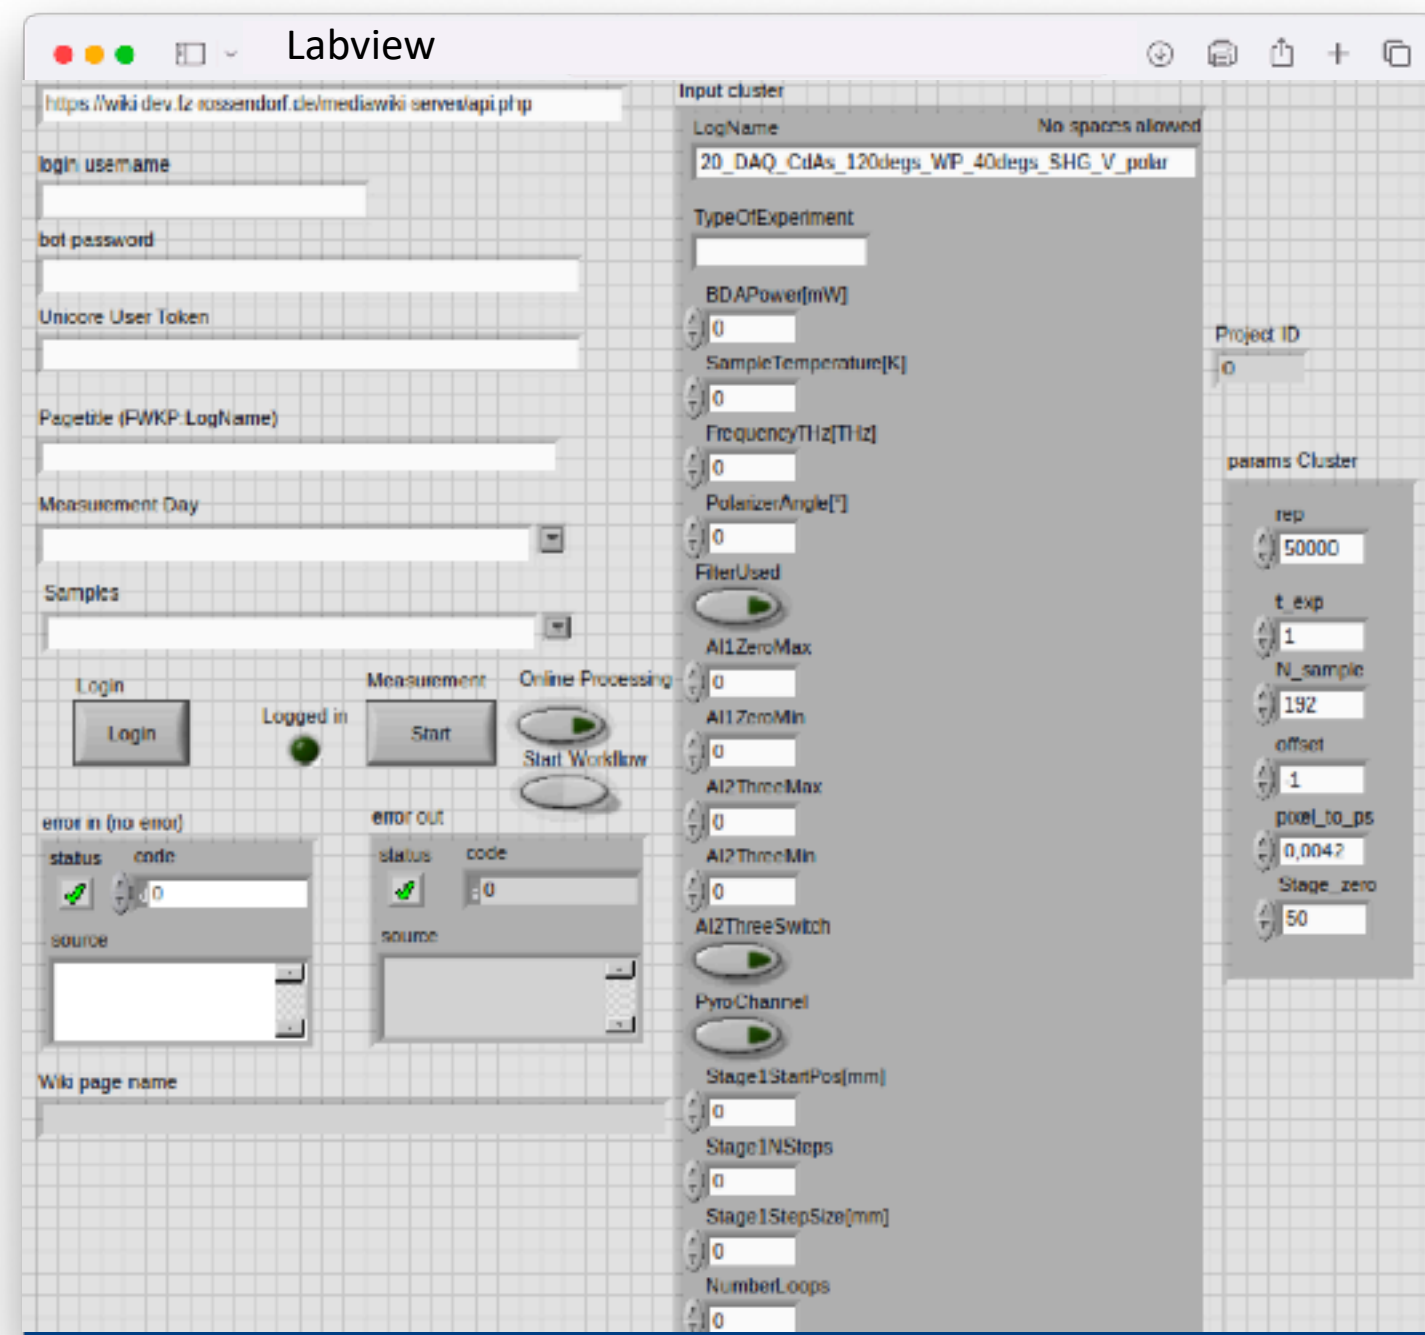 Labview
https://wiki.dev.fz-rossendorf.de/mediawiki-server/api.php
login username
bot password
Unicore User Token
Pagetitle (FWKP:LogName)
Measurement Day
Samples
Login
Login
Logged in
Measurement
Start
Online Processing
Start Workflow
error in (no error)
status code
0
source
error out
status code
0
source
Wiki page name
Input cluster
LogName No spaces allowed
20_DAQ_CdAs_120degs_WP_40degs_SHG_V_polar
TypeOfExperiment
BDAPower[mW]
0
SampleTemperature[K]
0
FrequencyTHz[THz]
0
PolarizerAngle[°]
0
FilterUsed
AI1ZeroMax
0
AI1ZeroMin
0
AI2ThreeMax
0
AI2ThreeMin
0
AI2ThreeSwitch
PyroChannel
Stage1StartPos[mm]
0
Stage1NSteps
0
Stage1StepSize[mm]
0
NumberLoops
0
Project ID
0
params Cluster
rep
50000
t_exp
1
N_sample
192
offset
-1
pixel_to_ps
0,0042
Stage_zero
50